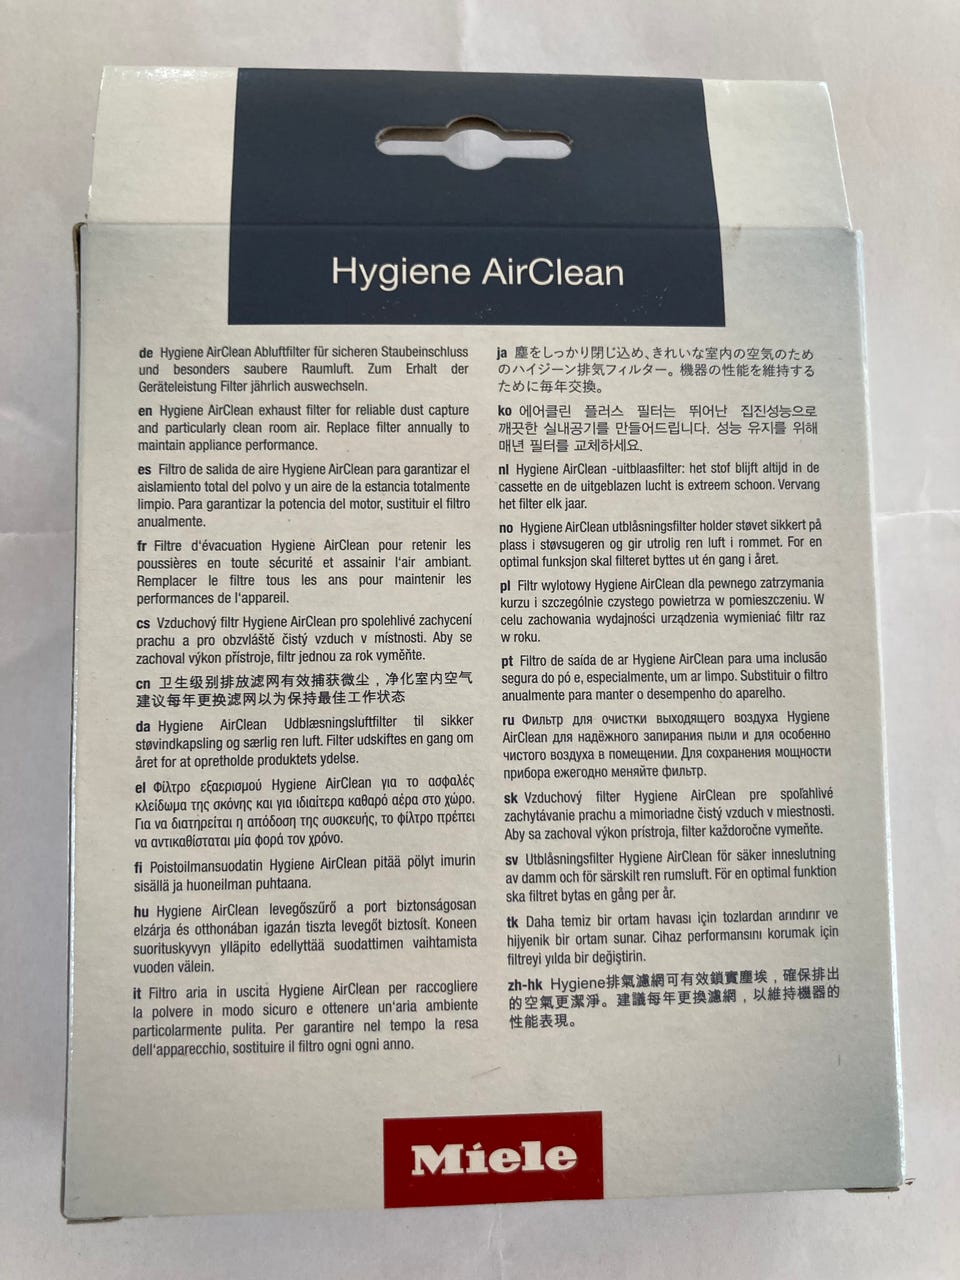 Hygiene AirClean
de Hygiene AirClean Abluftfilter für sicheren Staubeinschluss
und besonders saubere Raumluft. Zum Erhalt der
Geräteleistung Filter jährlich auswechseln.
en Hygiene AirClean exhaust filter for reliable dust capture
and particularly clean room air. Replace filter annually to
maintain appliance performance.
es Filtro de salida de aire Hygiene AirClean para garantizar el
aislamiento total del polvo y un aire de la estancia totalmente
limpio. Para garantizar la potencia del motor, sustituir el filtro
anualmente.
fr Filtre d'évacuation Hygiene AirClean pour retenir les
poussières en toute sécurité et assainir l'air ambiant.
Remplacer le filtre tous les ans pour maintenir les
performances de l'appareil.
cs Vzduchový filtr Hygiene AirClean pro spolehlivé zachycení
prachu a pro obzvláště čistý vzduch v místnosti. Aby se
zachoval výkon přístroje, filtr jednou za rok vyměňte.
cn 卫生级别排放滤网有效捕获微尘，净化室内空气
建议每年更换滤网以为保持最佳工作状态
da Hygiene AirClean Udblæsningsluftfilter til sikker
støvindkapsling og særlig ren luft. Filter udskiftes en gang om
året for at opretholde produktets ydelse.
el Φίλτρο εξαερισμού Hygiene AirClean για το ασφαλές
κλείδωμα της σκόνης και για ιδιαίτερα καθαρό αέρα στο χώρο.
Για να διατηρείται η απόδοση της συσκευής, το φίλτρο πρέπει
να αντικαθίσταται μία φορά τον χρόνο.
fi Poistoilmansuodatin Hygiene AirClean pitää pölyt imurin
sisällä ja huoneilman puhtaana.
hu Hygiene AirClean levegőszűrő a port biztonságosan
elzárja és otthonában igazán tiszta levegőt biztosít. Koneen
suorituskyvyn ylläpito edellyttää suodattimen vaihtamista
vuoden välein.
it Filtro aria in uscita Hygiene AirClean per raccogliere
la polvere in modo sicuro e ottenere un'aria ambiente
particolarmente pulita. Per garantire nel tempo la resa
dell'apparecchio, sostituire il filtro ogni ogni anno.
ja 塵をしっかり閉じ込め、きれいな室内の空気のため
のハイジーン排気フィルター。機器の性能を維持する
ために毎年交換。
ko 에어클린 플러스 필터는 뛰어난 집진성능으로
깨끗한 실내공기를 만들어드립니다. 성능 유지를 위해
매년 필터를 교체하세요.
nl Hygiene AirClean -uitblaasfilter: het stof blijft altijd in de
cassette en de uitgeblazen lucht is extreem schoon. Vervang
het filter elk jaar.
no Hygiene AirClean utblåsningsfilter holder støvet sikkert på
plass i støvsugeren og gir utrolig ren luft i rommet. For en
optimal funksjon skal filteret byttes ut én gang i året.
pl Filtr wylotowy Hygiene AirClean dla pewnego zatrzymania
kurzu i szczególnie czystego powietrza w pomieszczeniu. W
celu zachowania wydajności urządzenia wymieniać filtr raz
w roku.
pt Filtro de saída de ar Hygiene AirClean para uma inclusão
segura do pó e, especialmente, um ar limpo. Substituir o filtro
anualmente para manter o desempenho do aparelho.
ru Фильтр для очистки выходящего воздуха Hygiene
AirClean для надёжного запирания пыли и для особенно
чистого воздуха в помещении. Для сохранения мощности
прибора ежегодно меняйте фильтр.
sk Vzduchový filter Hygiene AirClean pre spoľahlivé
zachytávanie prachu a mimoriadne čistý vzduch v miestnosti.
Aby sa zachoval výkon prístroja, filter každoročne vymeňte.
sv Utblåsningsfilter Hygiene AirClean för säker inneslutning
av damm och för särskilt ren rumsluft. För en optimal funktion
ska filtret bytas en gång per år.
tk Daha temiz bir ortam havası için tozlardan arındırır ve
hijyenik bir ortam sunar. Cihaz performansını korumak için
filtreyi yılda bir değiştirin.
zh-hk Hygiene排氣濾網可有效鎖實塵埃，確保排出
的空氣更潔淨。建議每年更換濾網，以維持機器的
性能表現。
Miele